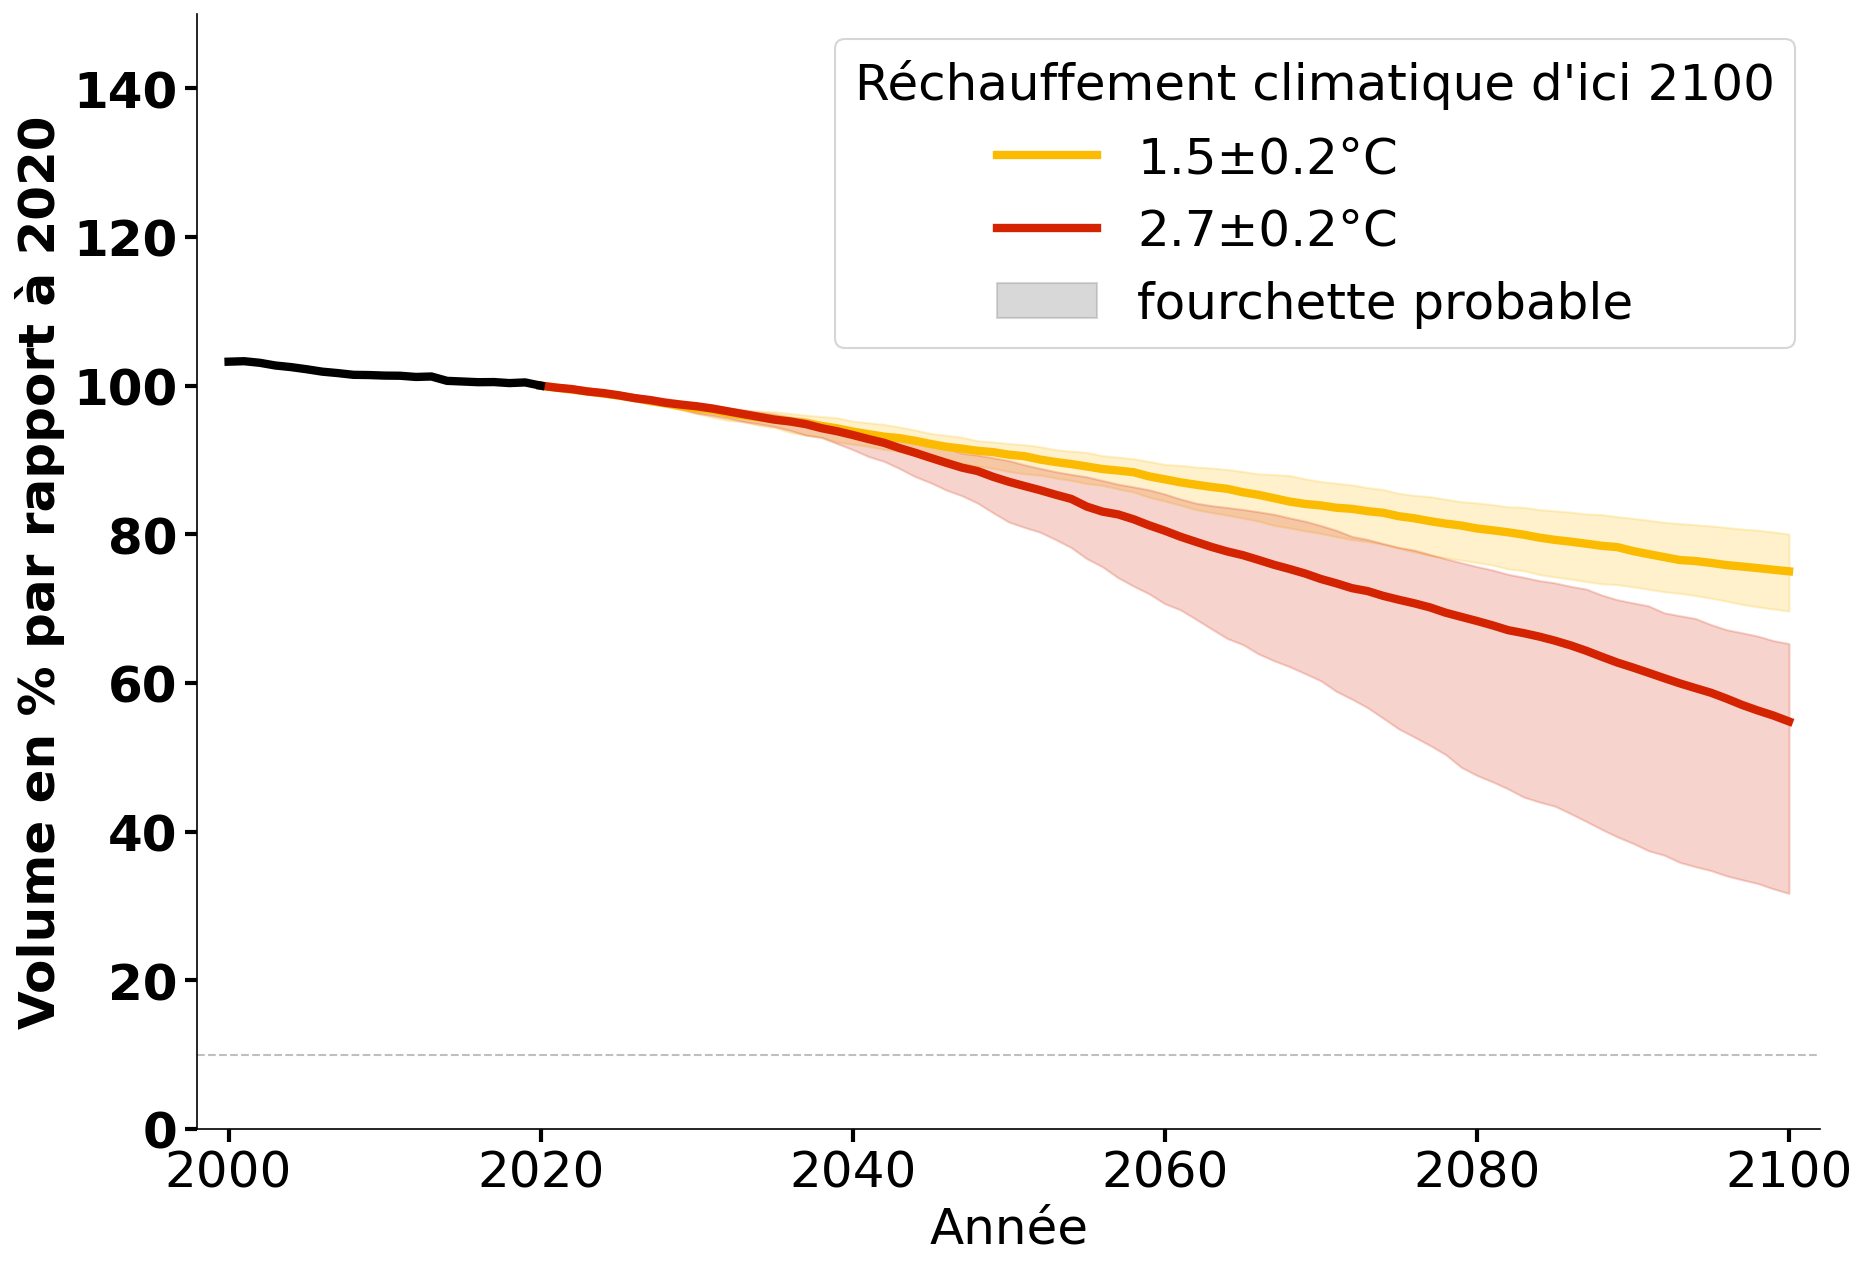 Réchauffement climatique d'ici 2100
1.5±0.2°C
2.7±0.2°C
fourchette probable
Volume en % par rapport à 2020
140
120
100
80
60
40
20
0
2000 2020 2040 2060 2080 2100
Année